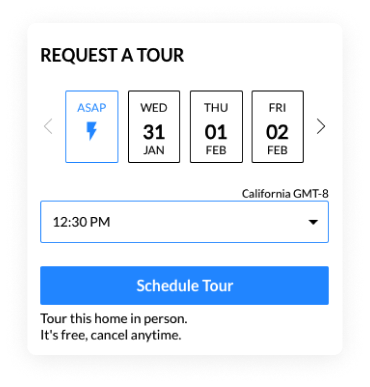 REQUEST A TOUR
ASAP
WED
31
JAN
THU
01
FEB
FRI
02
FEB
California GMT-8
12:30 PM
Schedule Tour
Tour this home in person.
It's free, cancel anytime.